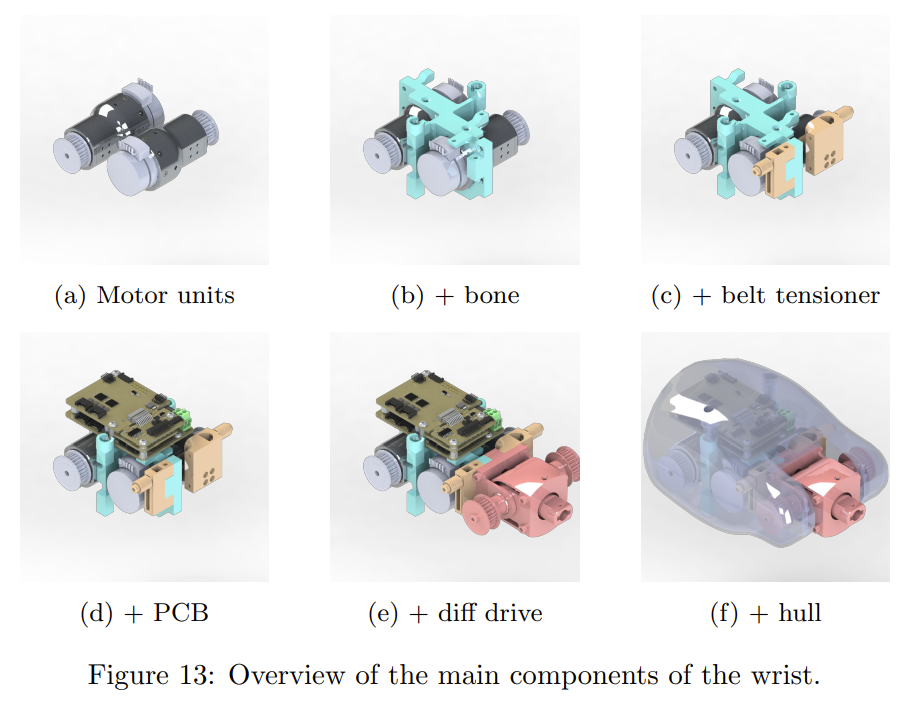 (a) Motor units
(b) + bone
(c) + belt tensioner
(d) + PCB
(e) + diff drive
(f) + hull
Figure 13: Overview of the main components of the wrist.